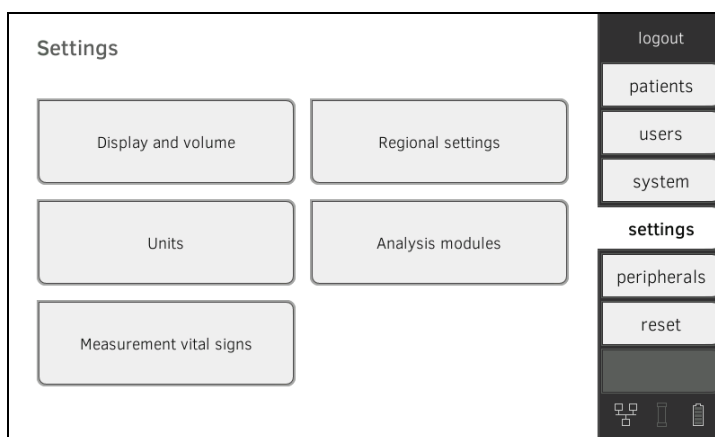 Settings
Display and volume
Regional settings
Units
Analysis modules
Measurement vital signs
logout
patients
users
system
settings
peripherals
reset